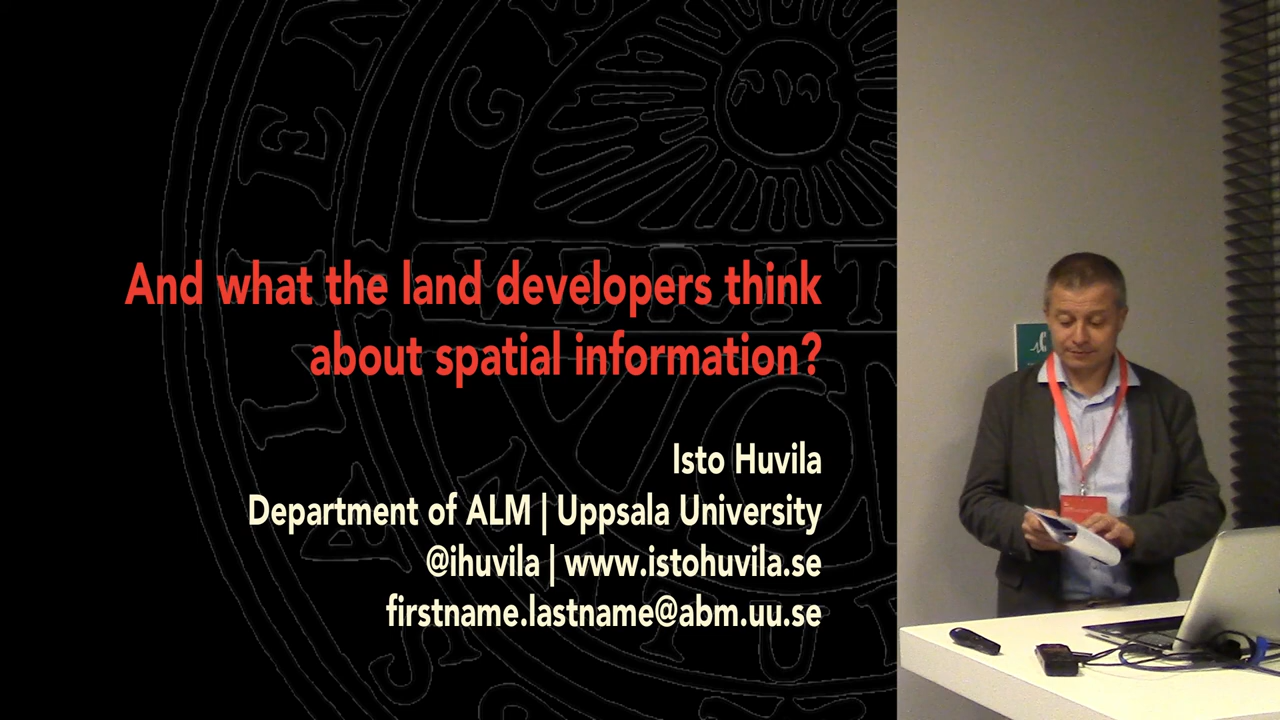 And what the land developers think
about spatial information?
Isto Huvila
Department of ALM | Uppsala University
@ihuvila | www.istohuvila.se
firstname.lastname@abm.uu.se
VERIT